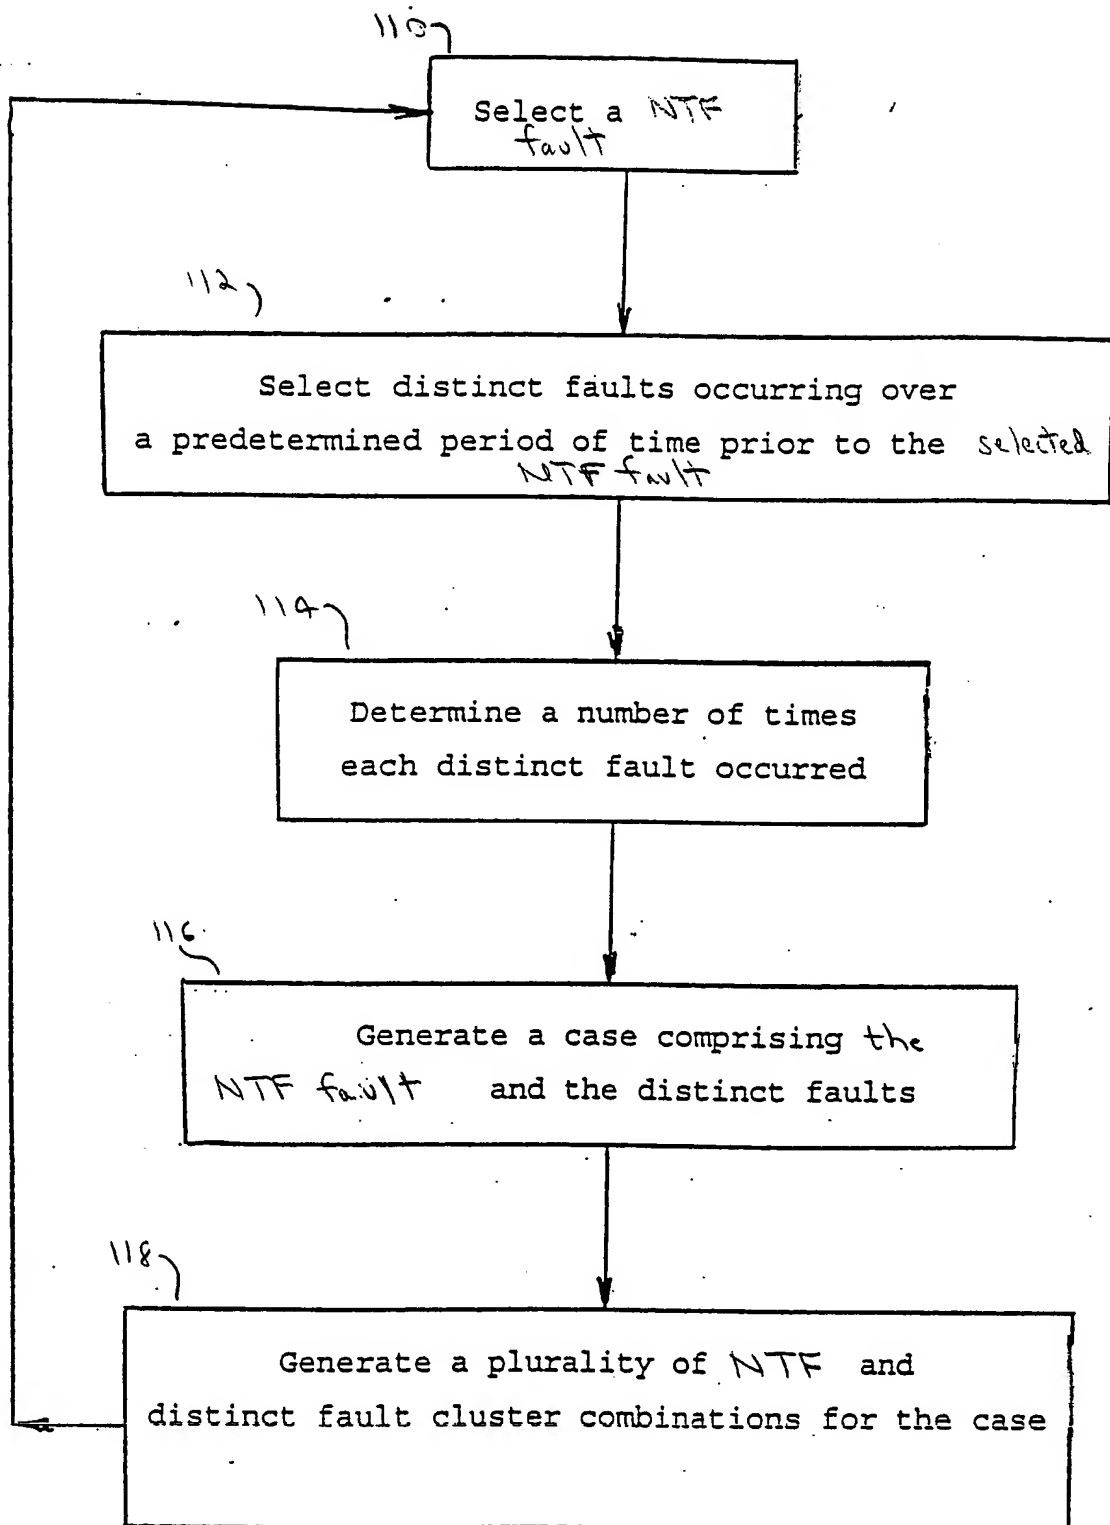 110
Select a NTF
fault
112
Select distinct faults occurring over
a predetermined period of time prior to the selected
NTF fault
114
Determine a number of times
each distinct fault occurred
116
Generate a case comprising the
NTF fault and the distinct faults
118
Generate a plurality of NTF and
distinct fault cluster combinations for the case